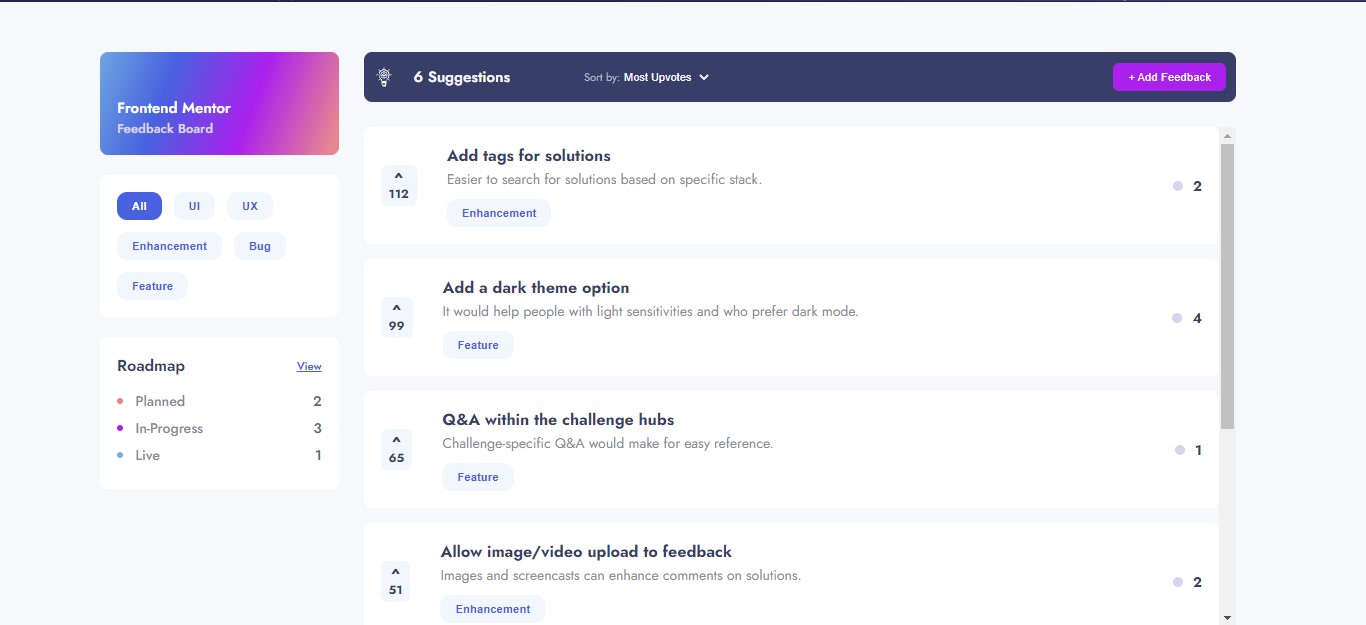 Frontend Mentor
Feedback Board
All
UI
UX
Enhancement
Bug
Feature
Roadmap
View
Planned 2
In-Progress 3
Live 1
6 Suggestions
Sort by: Most Upvotes
+ Add Feedback
Add tags for solutions
Easier to search for solutions based on specific stack.
Enhancement
112
2
Add a dark theme option
It would help people with light sensitivities and who prefer dark mode.
Feature
99
4
Q&A within the challenge hubs
Challenge-specific Q&A would make for easy reference.
Feature
65
1
Allow image/video upload to feedback
Images and screencasts can enhance comments on solutions.
Enhancement
51
2